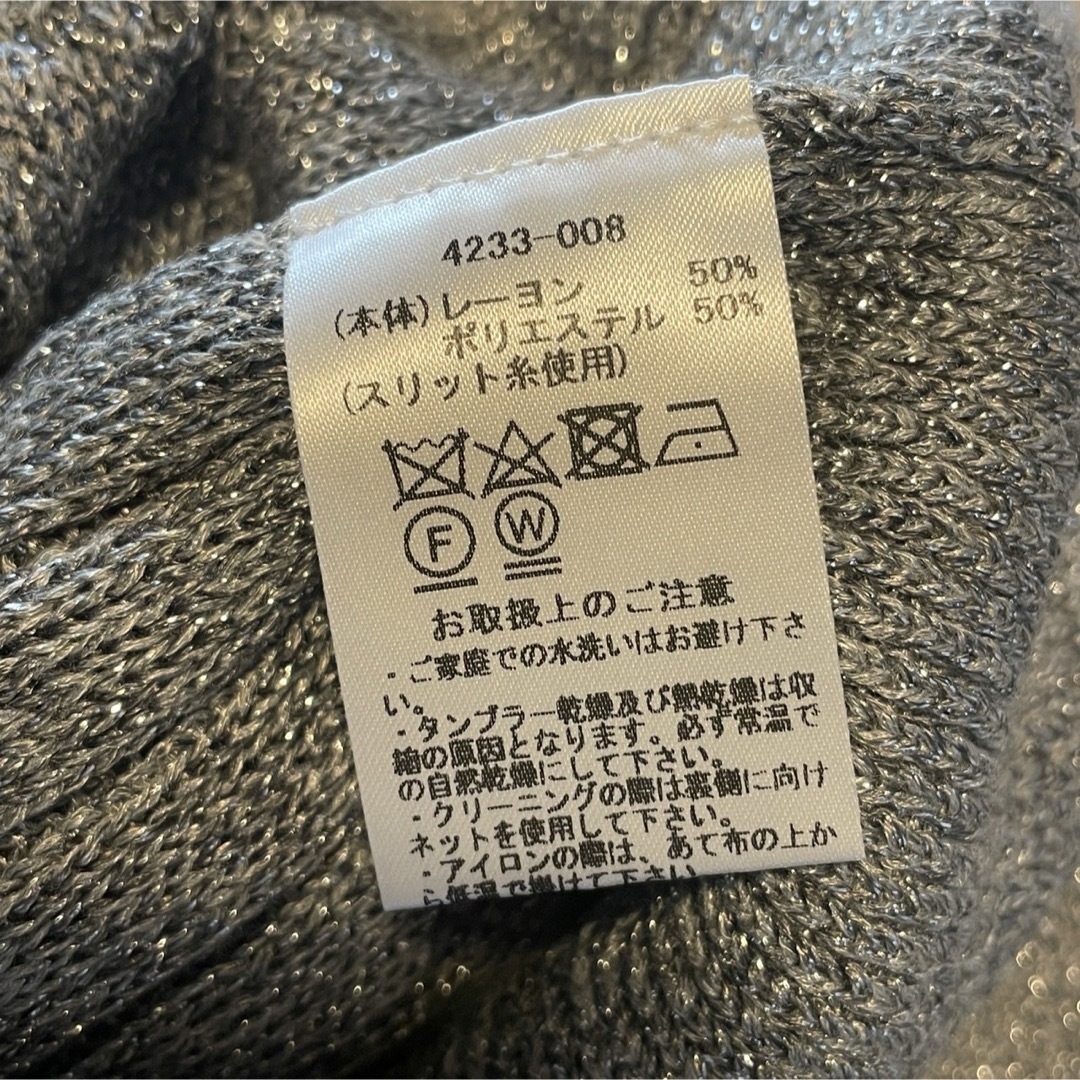 4233-008
(本体)レーヨン 50%
ポリエステル 50%
(スリット糸使用)
F W
お取扱上のご注意
・ご家庭での水洗いはお避け下さ
い。
・タンブラー乾燥及び熱乾燥は収
縮の原因となります。必ず常温で
の自然乾燥にして下さい。
・クリーニングの際は裏側に向け
ネットを使用して下さい。
・アイロンの際は、あて布の上か
ら低温で掛けて下さい。